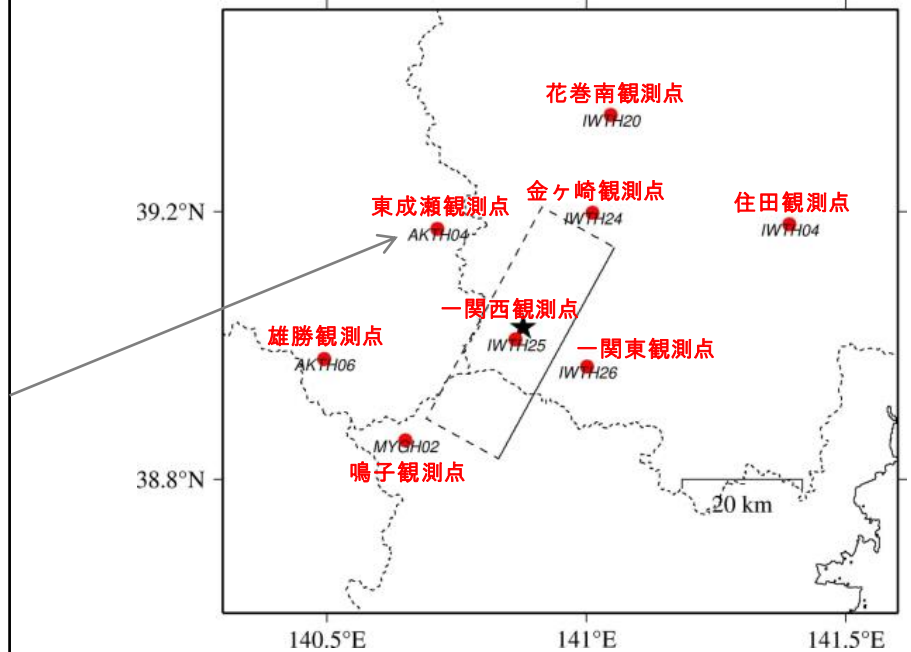 花巻南観測点
IWTH20
金ヶ崎観測点
IWTH24
住田観測点
IWTH04
39.2°N
東成瀬観測点
AKTH04
一関西観測点
IWTH25
雄勝観測点
AKTH06
一関東観測点
IWTH26
MYGH02
鳴子観測点
38.8°N
20 km
140.5°E
141°E
141.5°E